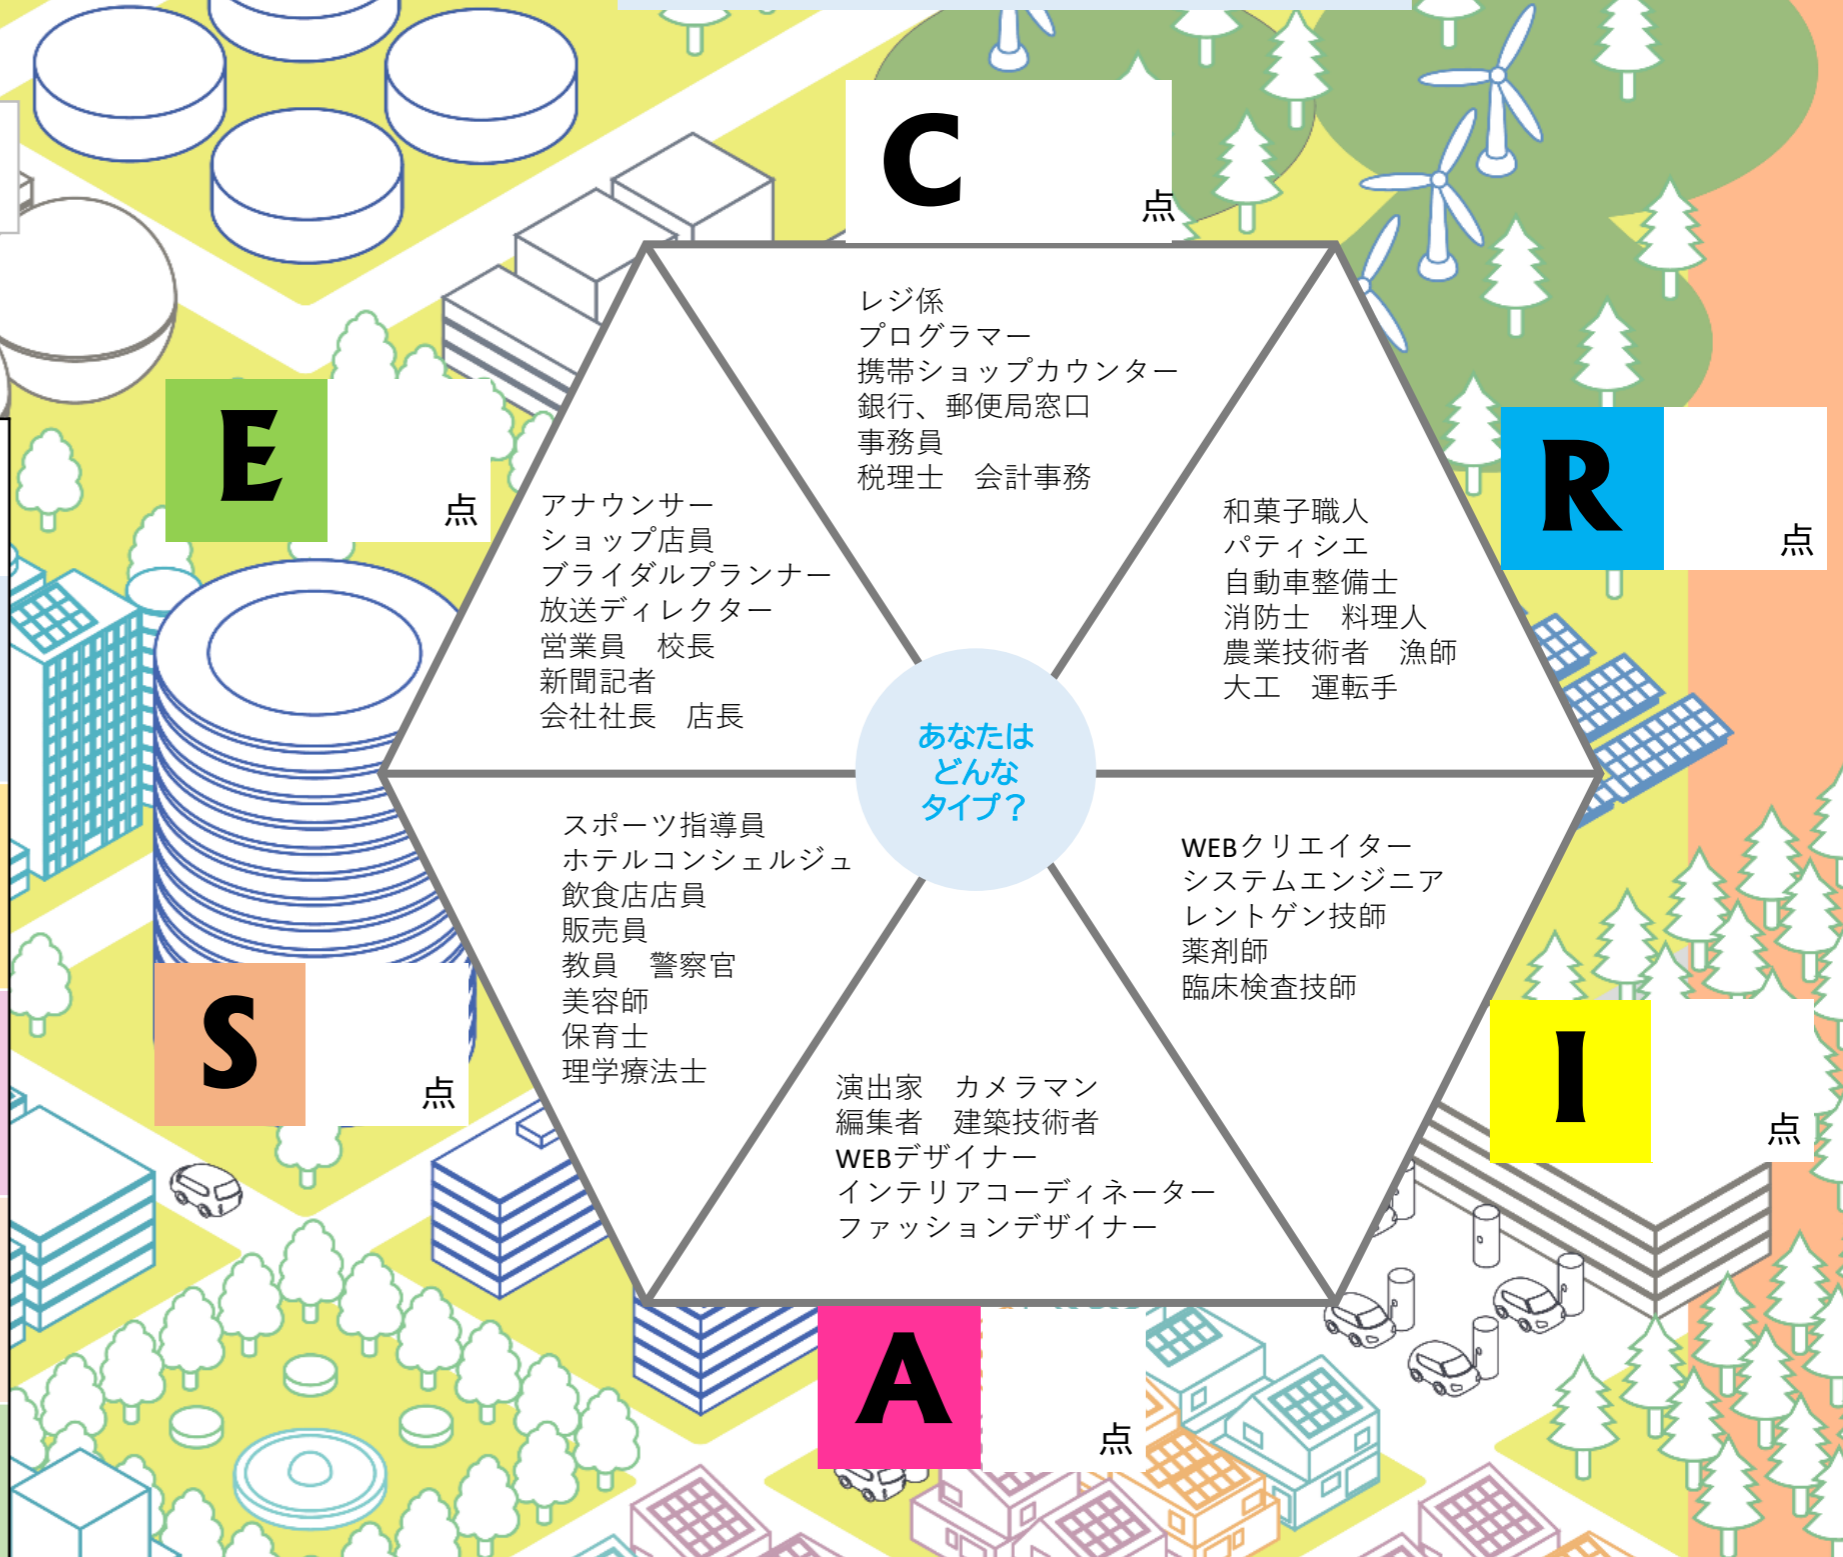 C
点
レジ係
プログラマー
携帯ショップカウンター
銀行、郵便局窓口
事務員
税理士　会計事務
E
点
アナウンサー
ショップ店員
ブライダルプランナー
放送ディレクター
営業員　校長
新聞記者
会社社長　店長
R
点
和菓子職人
パティシエ
自動車整備士
消防士　料理人
農業技術者　漁師
大工　運転手
あなたは
どんな
タイプ？
スポーツ指導員
ホテルコンシェルジュ
飲食店店員
販売員
教員　警察官
美容師
保育士
理学療法士
S
点
WEBクリエイター
システムエンジニア
レントゲン技師
薬剤師
臨床検査技師
I
点
演出家　カメラマン
編集者　建築技術者
WEBデザイナー
インテリアコーディネーター
ファッションデザイナー
A
点